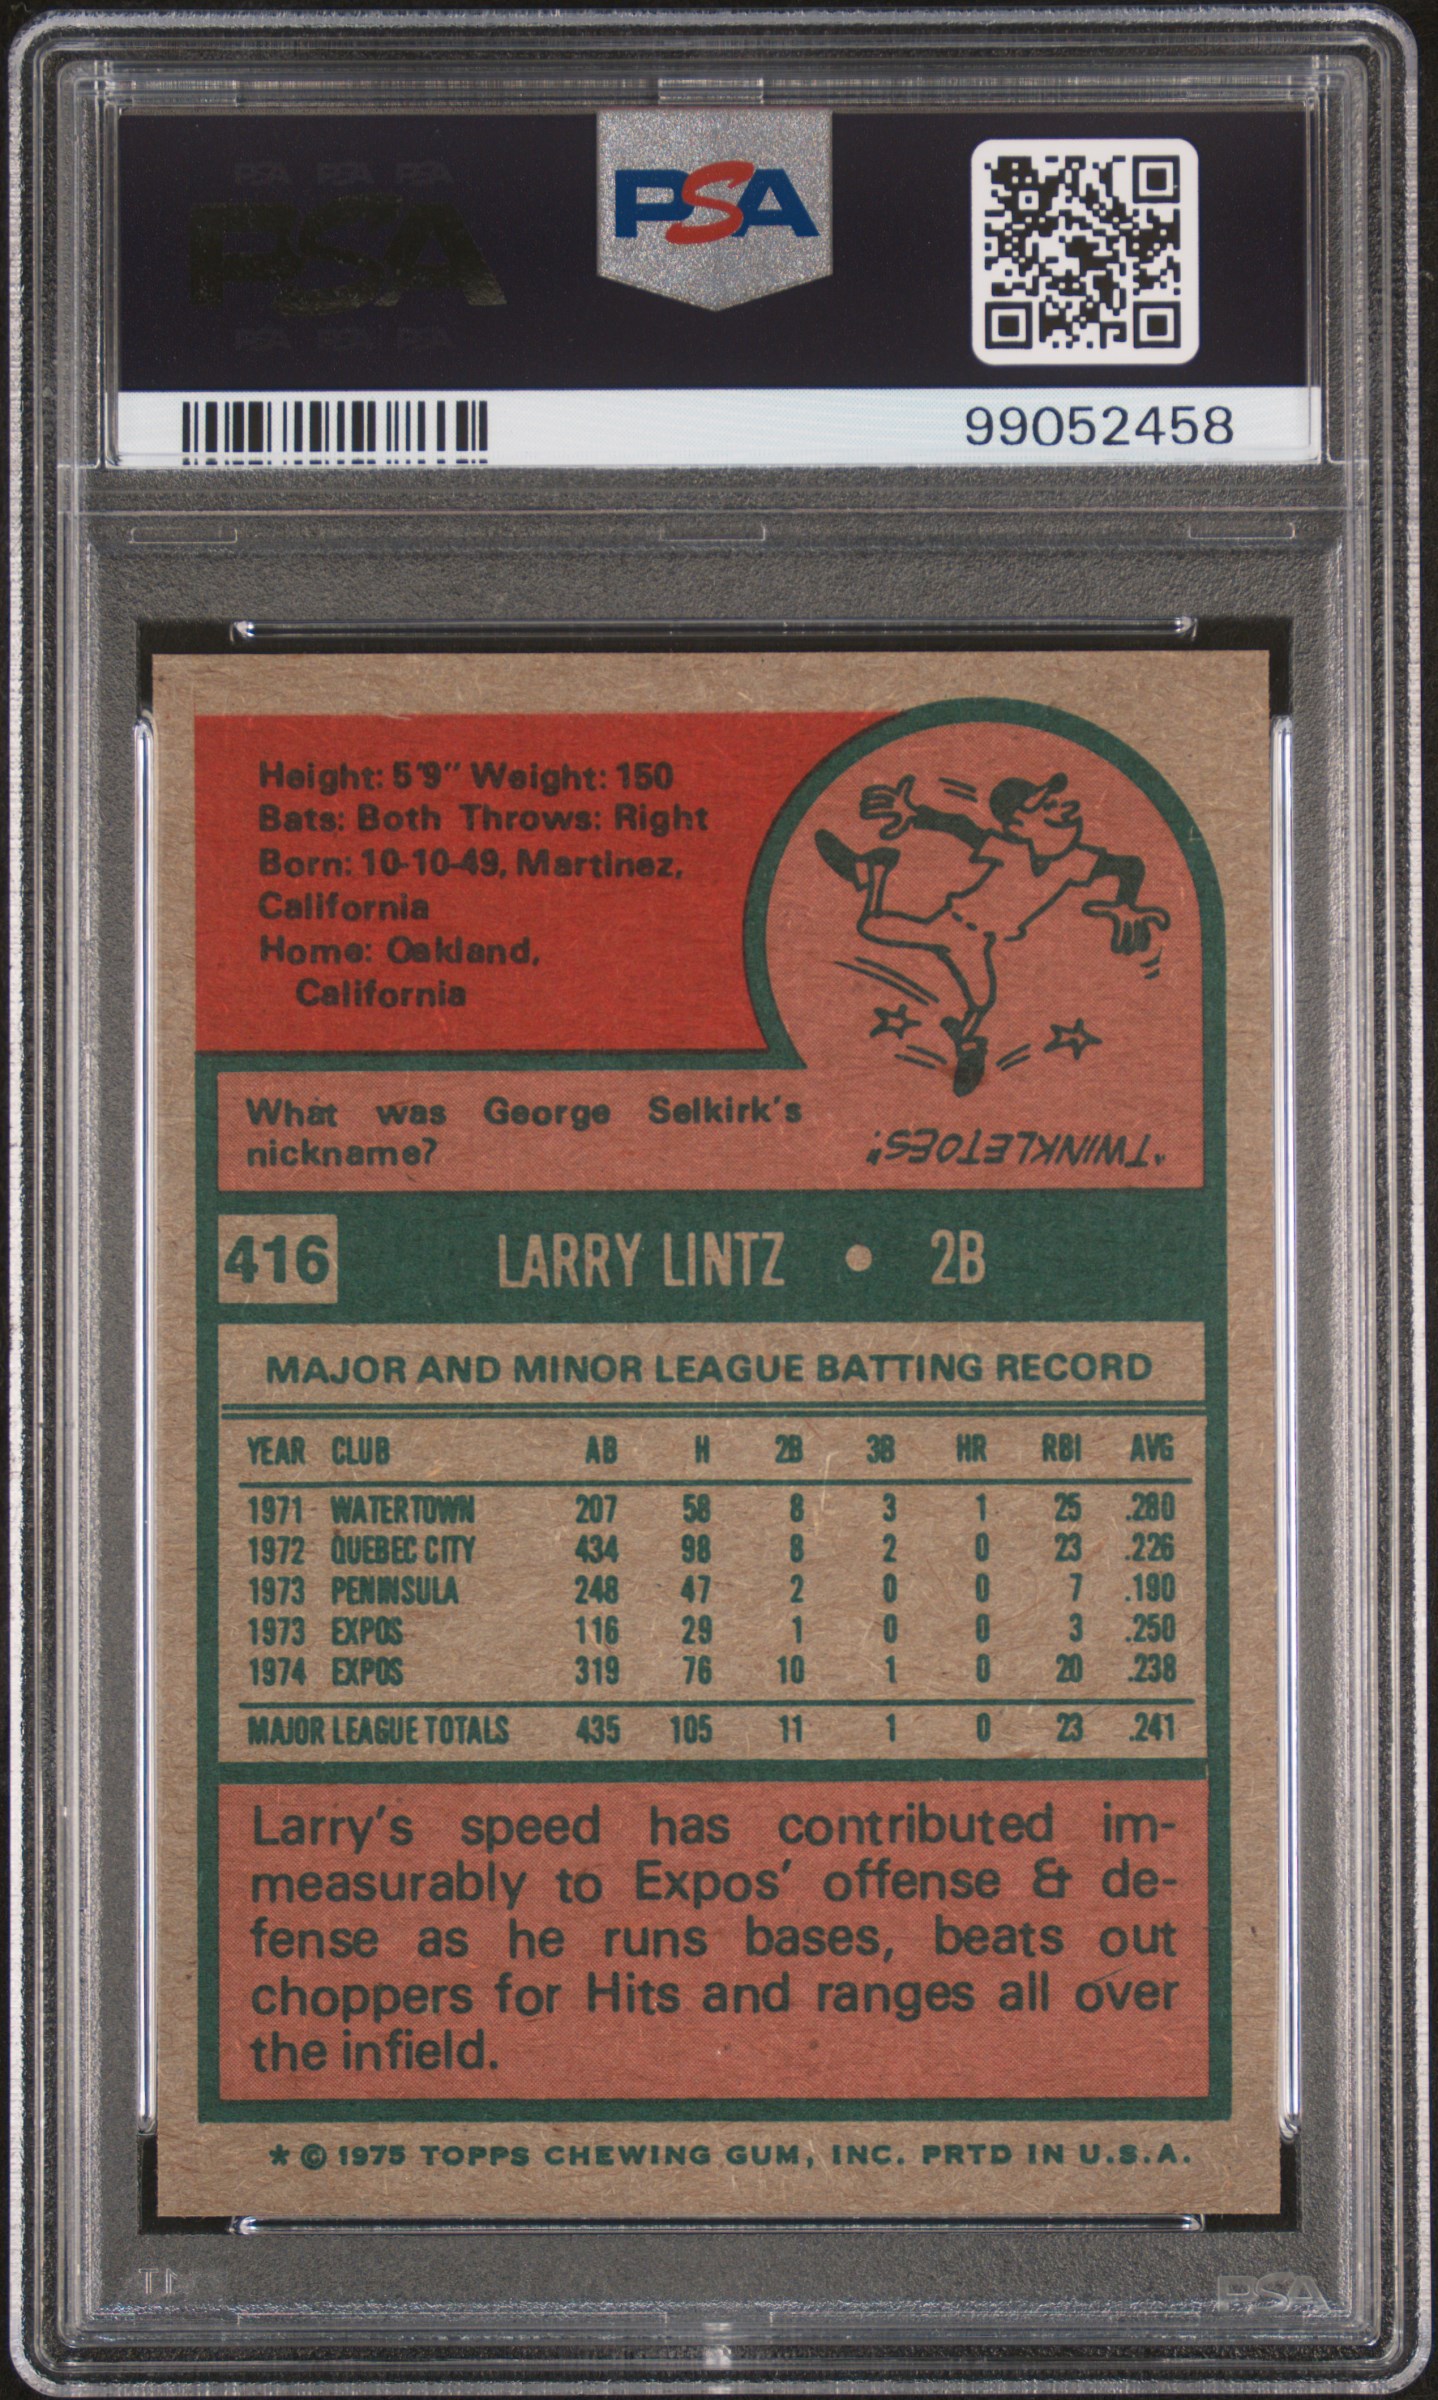 PSA PSA PSA
PSA
PSA PSA PSA
PSA
99052458
Height: 5'9" Weight: 150
Bats: Both Throws: Right
Born: 10-10-49, Martinez,
California
Home: Oakland,
California
What was George Selkirk's
nickname?
"TWINKLETOES."
416 LARRY LINTZ • 2B
MAJOR AND MINOR LEAGUE BATTING RECORD
YEAR CLUB AB H 2B 3B HR RBI AVG
1971 WATERTOWN 207 58 8 3 1 25 .280
1972 QUEBEC CITY 434 98 8 2 0 23 .226
1973 PENINSULA 248 47 2 0 0 7 .190
1973 EXPOS 116 29 1 0 0 3 .250
1974 EXPOS 319 76 10 1 0 20 .238
MAJOR LEAGUE TOTALS 435 105 11 1 0 23 .241
Larry's speed has contributed im-
measurably to Expos' offense & de-
fense as he runs bases, beats out
choppers for Hits and ranges all over
the infield.
* © 1975 TOPPS CHEWING GUM, INC. PRTD IN U.S.A.
PSA